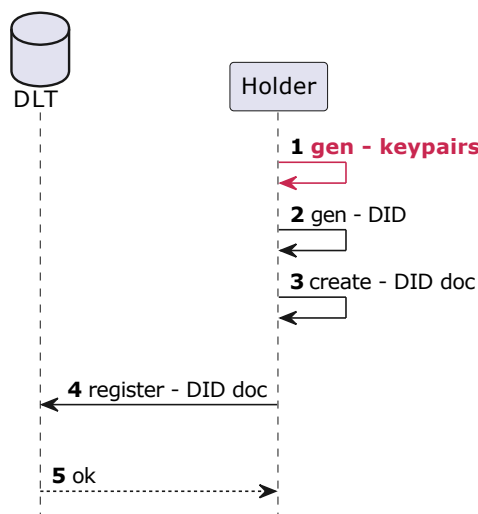 DLT
Holder
1 gen - keypairs
2 gen - DID
3 create - DID doc
4 register - DID doc
5 ok